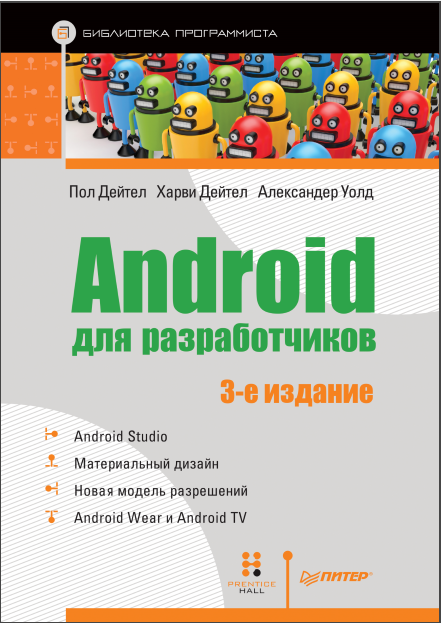 БИБЛИОТЕКА ПРОГРАММИСТА
Пол Дейтел Харви Дейтел Александер Уолд
Android
для разработчиков
3-е издание
Android Studio
Материальный дизайн
Новая модель разрешений
Android Wear и Android TV
PRENTICE
HALL
ПИТЕР®